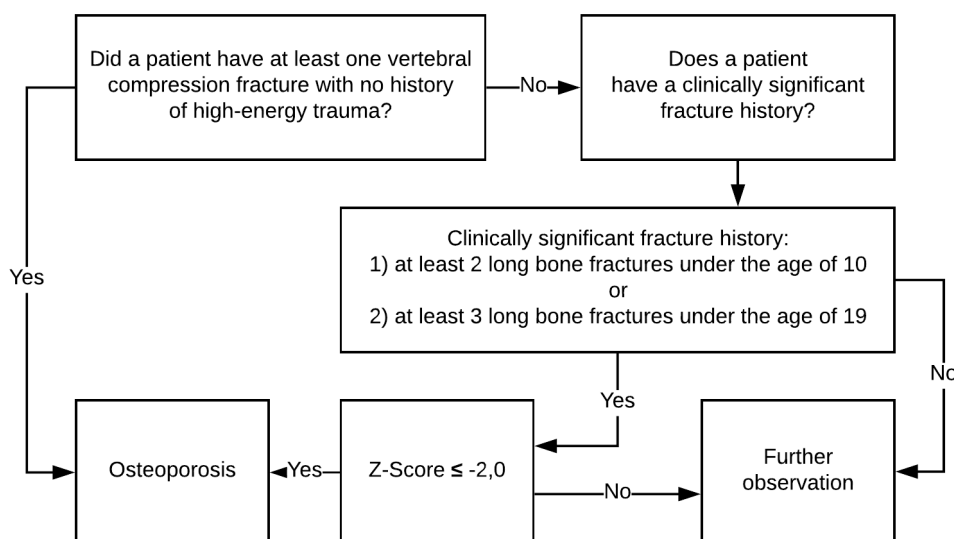 Did a patient have at least one vertebral
compression fracture with no history
of high-energy trauma?
No
Does a patient
have a clinically significant
fracture history?
Clinically significant fracture history:
1) at least 2 long bone fractures under the age of 10
or
2) at least 3 long bone fractures under the age of 19
Yes
No
Yes
Osteoporosis
Yes
Z-Score ≤ -2,0
No
Further
observation